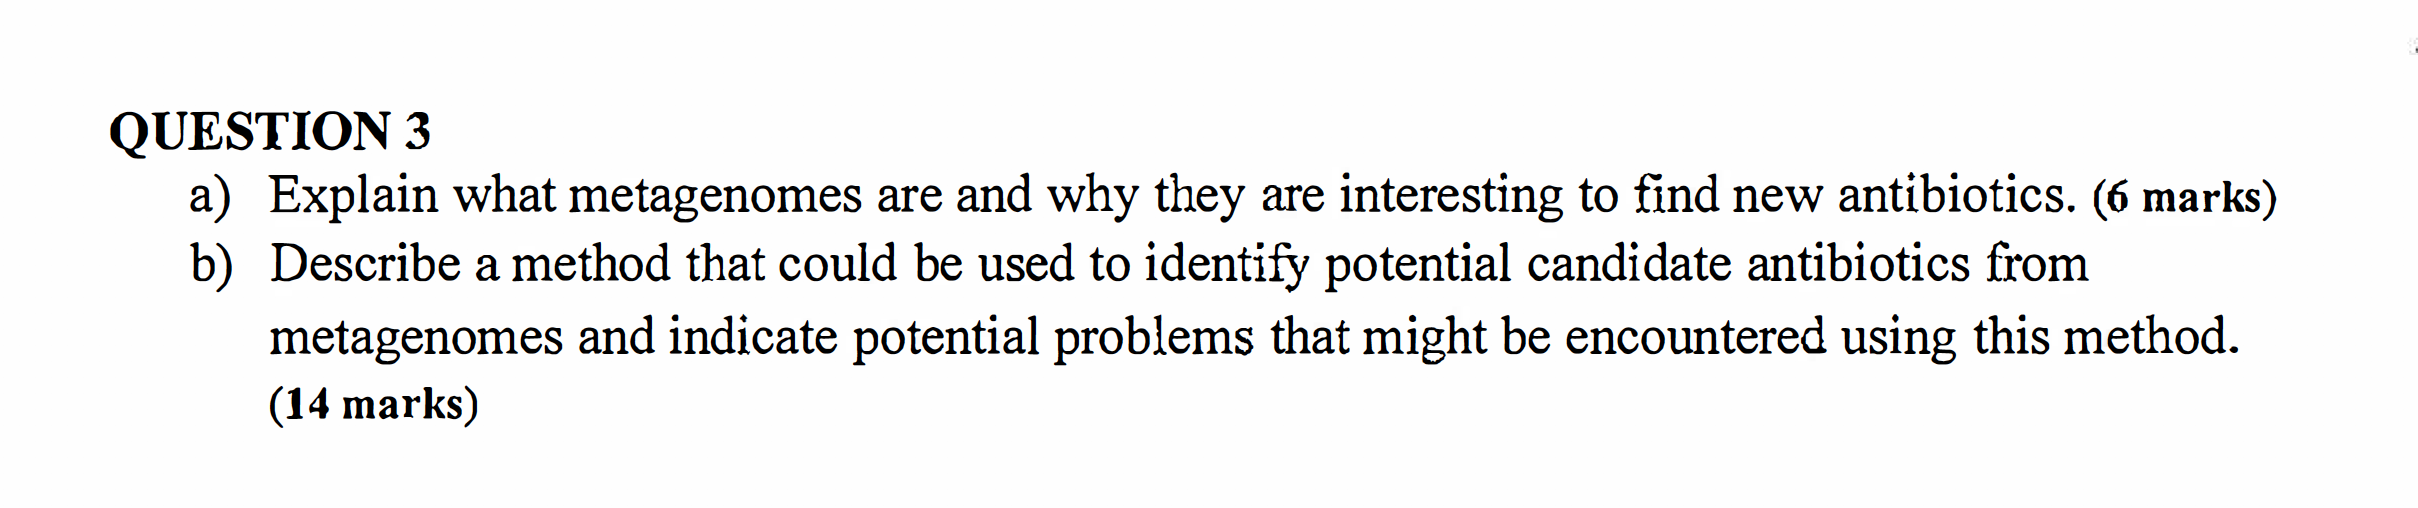 QUESTION 3
a) Explain what metagenomes are and why they are interesting to find new antibiotics. (6 marks)
b) Describe a method that could be used to identify potential candidate antibiotics from
metagenomes and indicate potential problems that might be encountered using this method.
(14 marks)